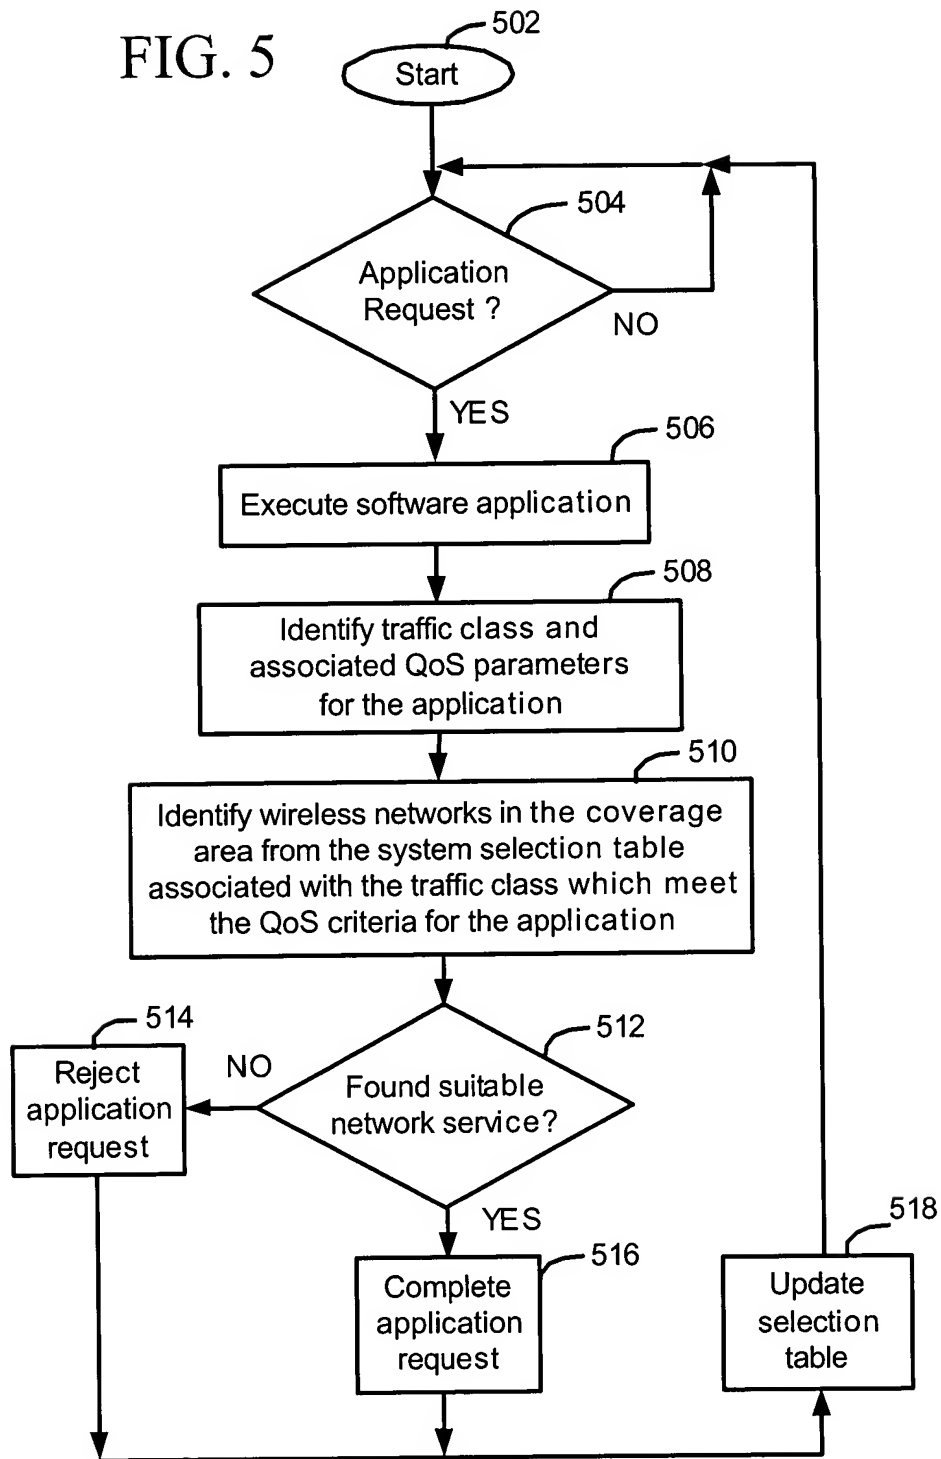 FIG. 5
502
Start
504
Application
Request ?
NO
YES
506
Execute software application
508
Identify traffic class and
associated QoS parameters
for the application
510
Identify wireless networks in the coverage
area from the system selection table
associated with the traffic class which meet
the QoS criteria for the application
512
Found suitable
network service?
NO
514
Reject
application
request
YES
516
Complete
application
request
518
Update
selection
table